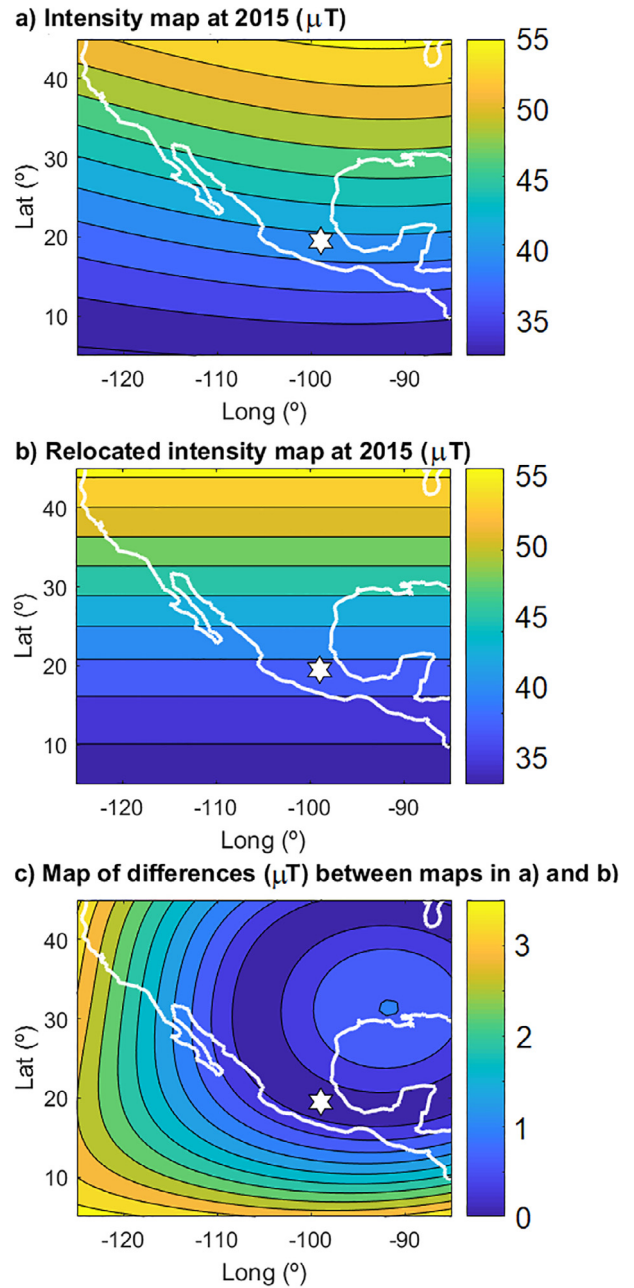 a) Intensity map at 2015 (μT)
55
50
45
40
35
40
30
20
10
Lat (º)
-120 -110 -100 -90
Long (º)
b) Relocated intensity map at 2015 (μT)
55
50
45
40
35
40
30
20
10
Lat (º)
-120 -110 -100 -90
Long (º)
c) Map of differences (μT) between maps in a) and b)
3
2
1
0
40
30
20
10
Lat (º)
-120 -110 -100 -90
Long (º)